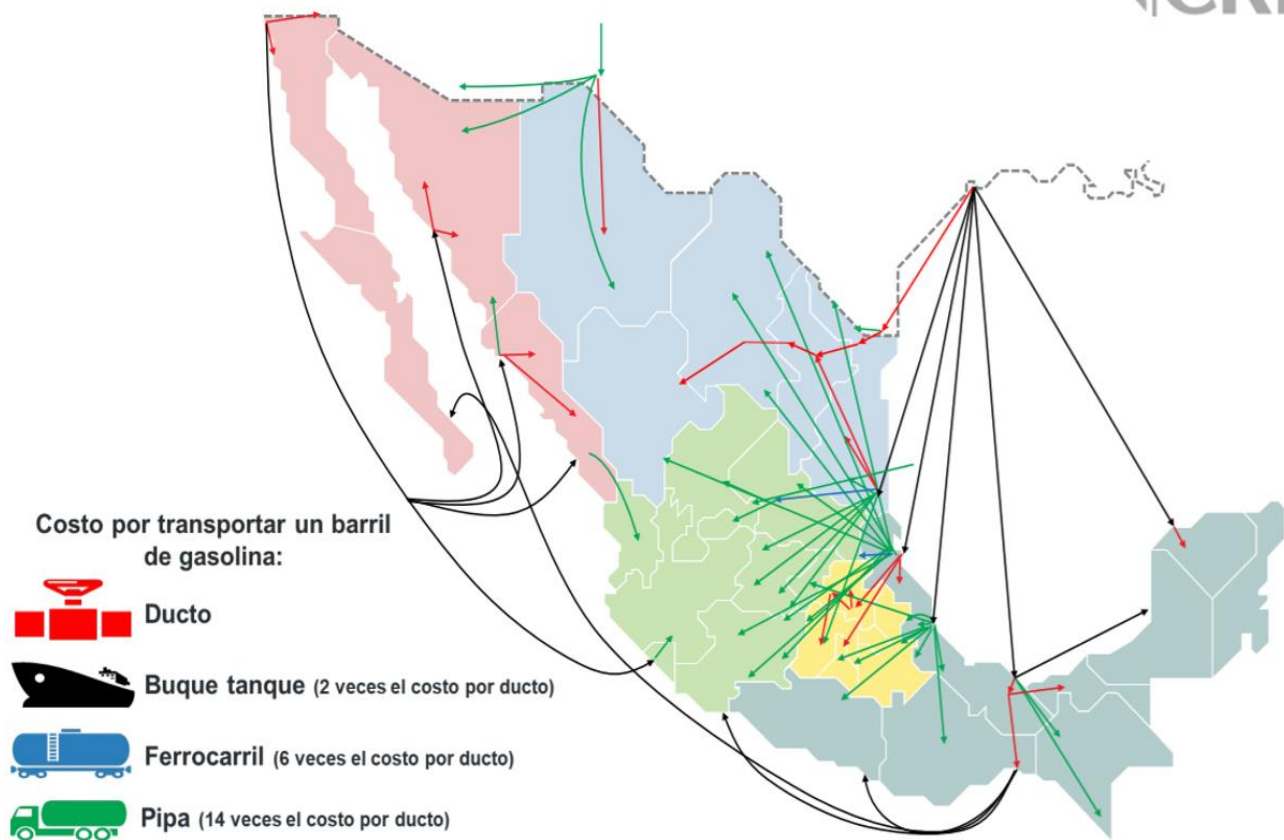 Costo por transportar un barril
de gasolina:
Ducto
Buque tanque (2 veces el costo por ducto)
Ferrocarril (6 veces el costo por ducto)
Pipa (14 veces el costo por ducto)